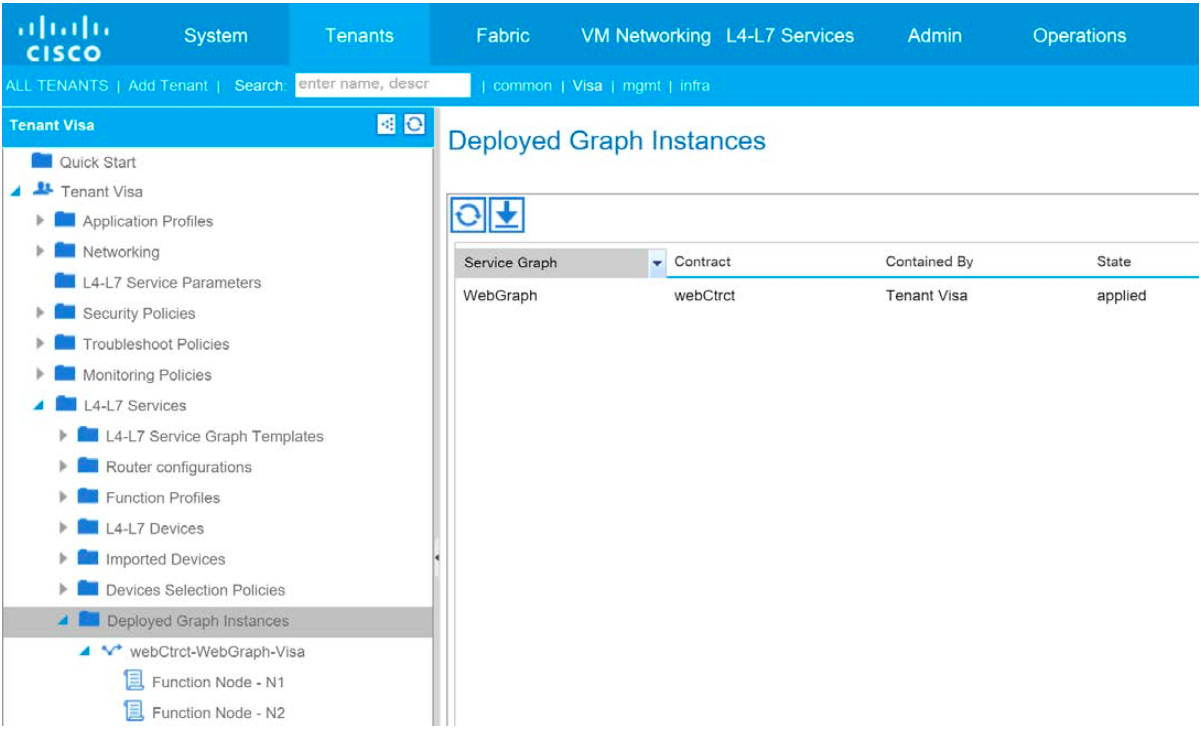 CISCO
System Tenants Fabric VM Networking L4-L7 Services Admin Operations
ALL TENANTS | Add Tenant | Search: enter name, descr | common | Visa | mgmt | infra
Tenant Visa
Quick Start
Tenant Visa
Application Profiles
Networking
L4-L7 Service Parameters
Security Policies
Troubleshoot Policies
Monitoring Policies
L4-L7 Services
L4-L7 Service Graph Templates
Router configurations
Function Profiles
L4-L7 Devices
Imported Devices
Devices Selection Policies
Deployed Graph Instances
webCtrct-WebGraph-Visa
Function Node - N1
Function Node - N2
Deployed Graph Instances
Service Graph Contract Contained By State
WebGraph webCtrct Tenant Visa applied